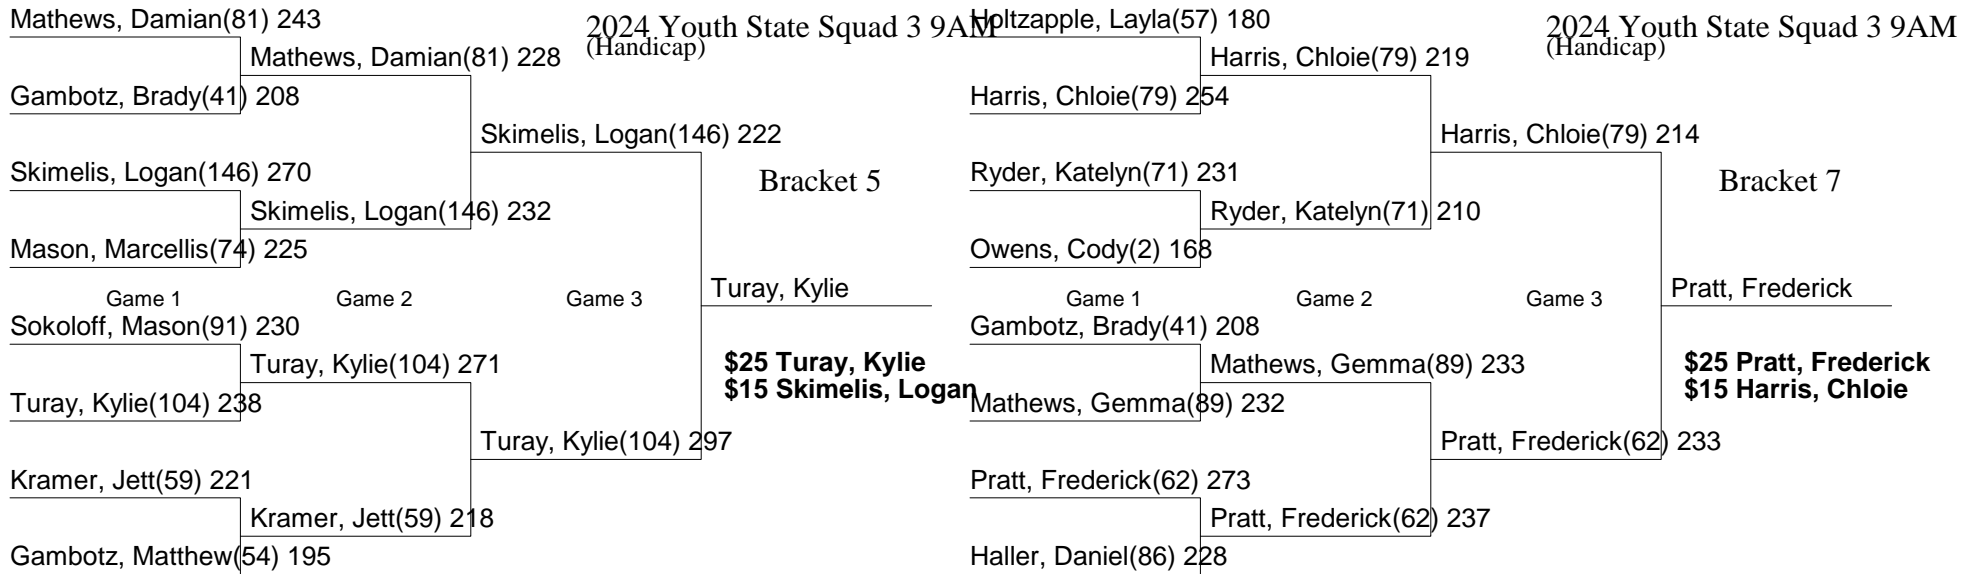 Mathews, Damian(81) 243
2024 Youth State Squad 3 9AM
(Handicap)
Mathews, Damian(81) 228
Gambotz, Brady(41) 208
Skimelis, Logan(146) 222
Skimelis, Logan(146) 270
Bracket 5
Skimelis, Logan(146) 232
Mason, Marcellis(74) 225
Turay, Kylie
Game 1
Game 2
Game 3
Sokoloff, Mason(91) 230
Turay, Kylie(104) 271
$25 Turay, Kylie
$15 Skimelis, Logan
Turay, Kylie(104) 238
Turay, Kylie(104) 297
Kramer, Jett(59) 221
Kramer, Jett(59) 218
Gambotz, Matthew(54) 195
Holtzapple, Layla(57) 180
2024 Youth State Squad 3 9AM
(Handicap)
Harris, Chloie(79) 219
Harris, Chloie(79) 254
Harris, Chloie(79) 214
Ryder, Katelyn(71) 231
Bracket 7
Ryder, Katelyn(71) 210
Owens, Cody(2) 168
Pratt, Frederick
Game 1
Game 2
Game 3
Gambotz, Brady(41) 208
Mathews, Gemma(89) 233
$25 Pratt, Frederick
$15 Harris, Chloie
Mathews, Gemma(89) 232
Pratt, Frederick(62) 233
Pratt, Frederick(62) 273
Pratt, Frederick(62) 237
Haller, Daniel(86) 228